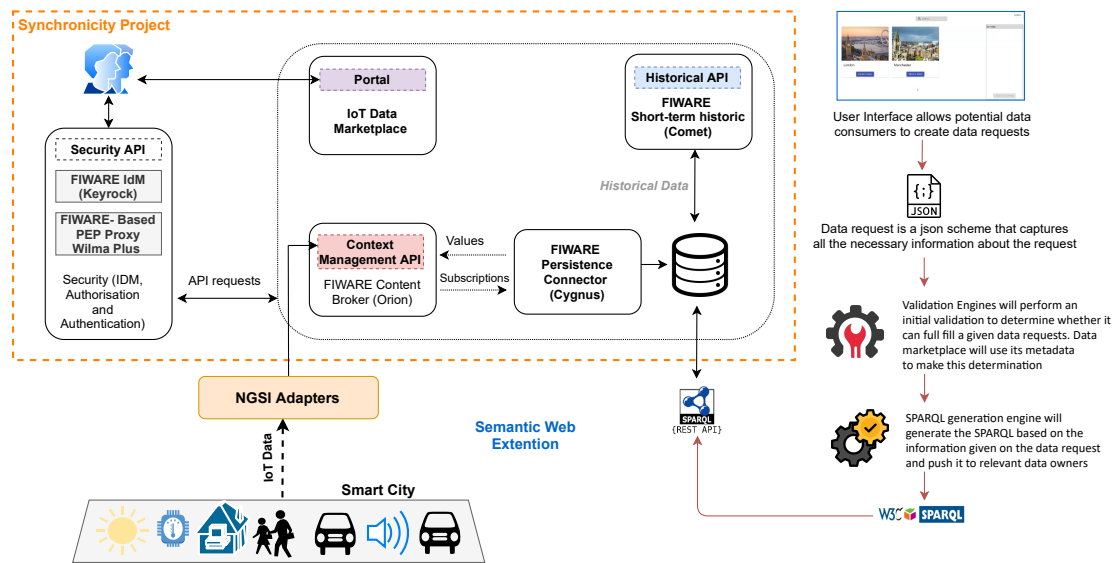 Synchronicity Project
Portal
IoT Data
Marketplace
Historical API
FIWARE
Short-term historic
(Comet)
Security API
FIWARE IdM
(Keyrock)
FIWARE- Based
PEP Proxy
Wilma Plus
Security (IDM,
Authorisation
and
Authentication)
API requests
Historical Data
Context
Management API
FIWARE Content
Broker (Orion)
Values
Subscriptions
FIWARE
Persistence
Connector
(Cygnus)
NGSI Adapters
IoT Data
Smart City
Semantic Web
Extention
SPARQL
{REST API}
London
Manchester
User Interface allows potential data
consumers to create data requests
{;}
JSON
Data request is a json scheme that captures
all the necessary information about the request
Validation Engines will perform an
initial validation to determine whether it
can full fill a given data requests. Data
marketplace will use its metadata
to make this determination
SPARQL generation engine will
generate the SPARQL based on the
information given on the data request
and push it to relevant data owners
W3C SPARQL